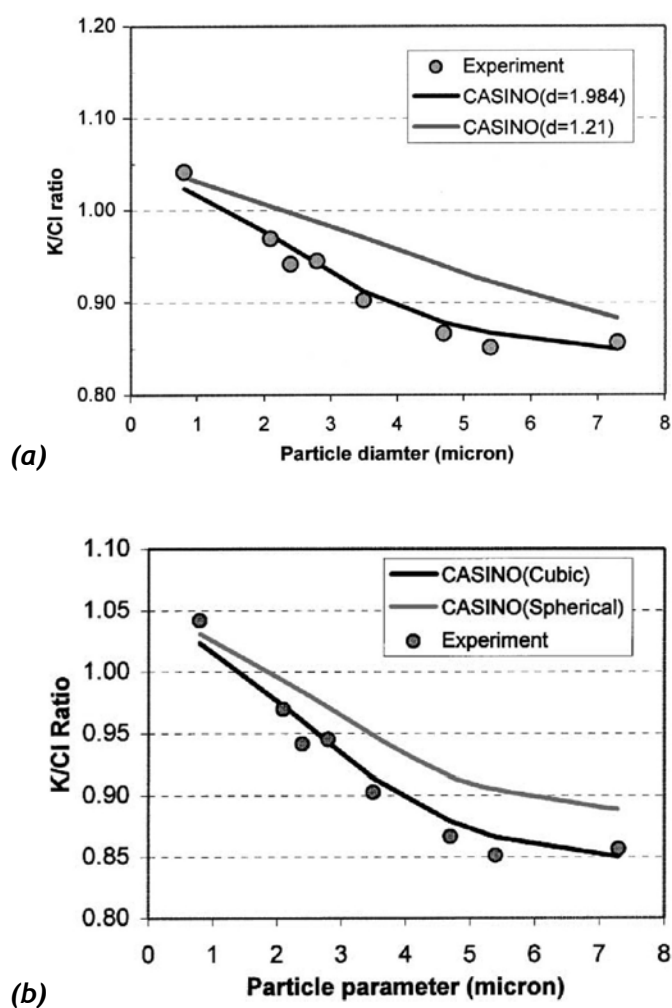 1.20
1.10
1.00
0.90
0.80
K/Cl ratio
Experiment
CASINO(d=1.984)
CASINO(d=1.21)
0 1 2 3 4 5 6 7 8
Particle diamter (micron)
(a)
1.10
1.05
1.00
0.95
0.90
0.85
0.80
K/Cl Ratio
CASINO(Cubic)
CASINO(Spherical)
Experiment
0 1 2 3 4 5 6 7 8
Particle parameter (micron)
(b)